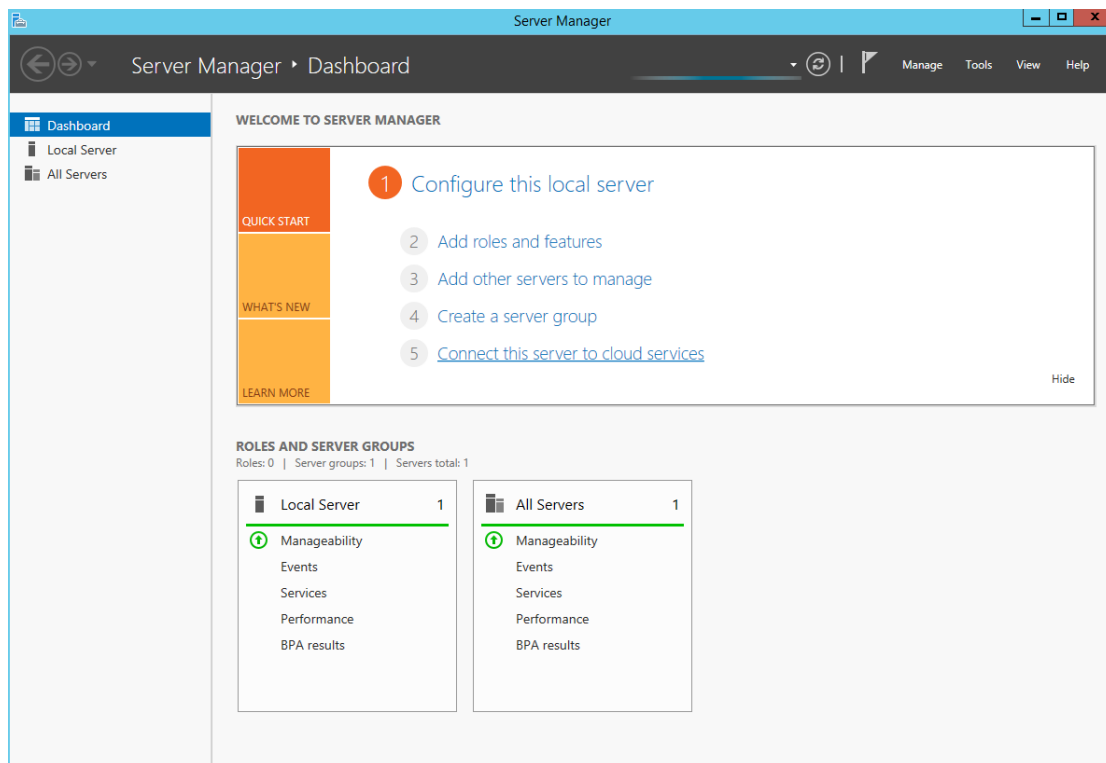 Server Manager
Server Manager ‣ Dashboard
Manage Tools View Help
Dashboard
Local Server
All Servers
WELCOME TO SERVER MANAGER
QUICK START
WHAT'S NEW
LEARN MORE
1 Configure this local server
2 Add roles and features
3 Add other servers to manage
4 Create a server group
5 Connect this server to cloud services
Hide
ROLES AND SERVER GROUPS
Roles: 0 | Server groups: 1 | Servers total: 1
Local Server 1
Manageability
Events
Services
Performance
BPA results
All Servers 1
Manageability
Events
Services
Performance
BPA results